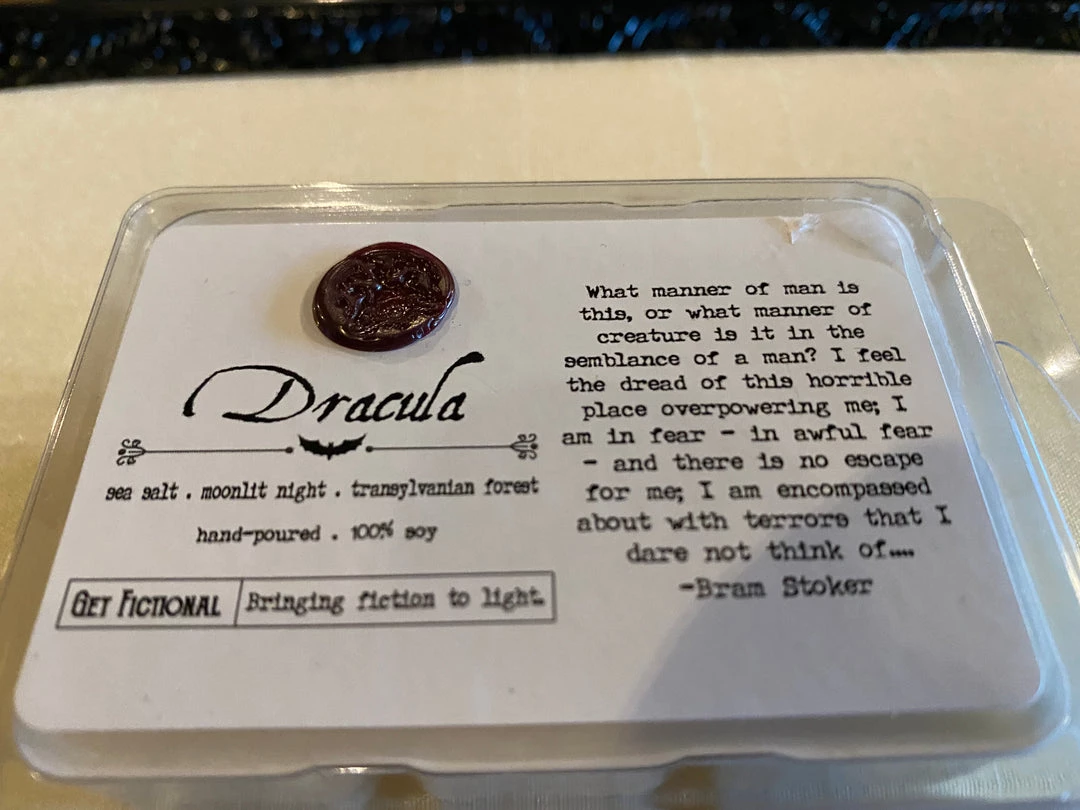 Dracula
sea salt . moonlit night . transylvanian forest
hand-poured . 100% soy
GET FICTIONAL Bringing fiction to light.
What manner of man is
this, or what manner of
creature is it in the
semblance of a man? I feel
the dread of this horrible
place overpowering me; I
am in fear - in awful fear
- and there is no escape
for me; I am encompassed
about with terrors that I
dare not think of....
-Bram Stoker